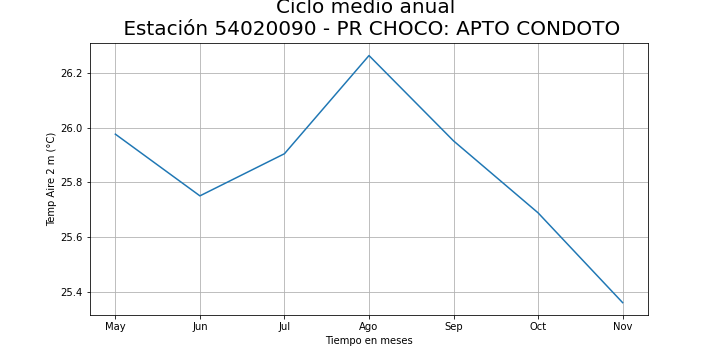 Ciclo medio anual
Estación 54020090 - PR CHOCO: APTO CONDOTO
Temp Aire 2 m (°C)
26.2
26.0
25.8
25.6
25.4
May Jun Jul Ago Sep Oct Nov
Tiempo en meses